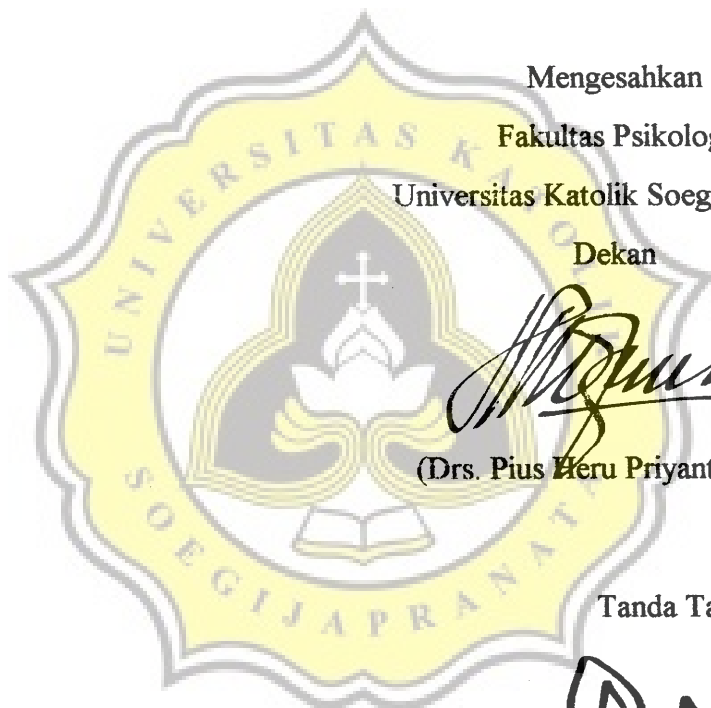 Mengesahkan
Fakultas Psikolog
Universitas Katolik Soeg
Dekan
(Drs. Pius Heru Priyant
Tanda Ta
UNIVERSITAS KATOLIK
SOEGIJAPRANATA